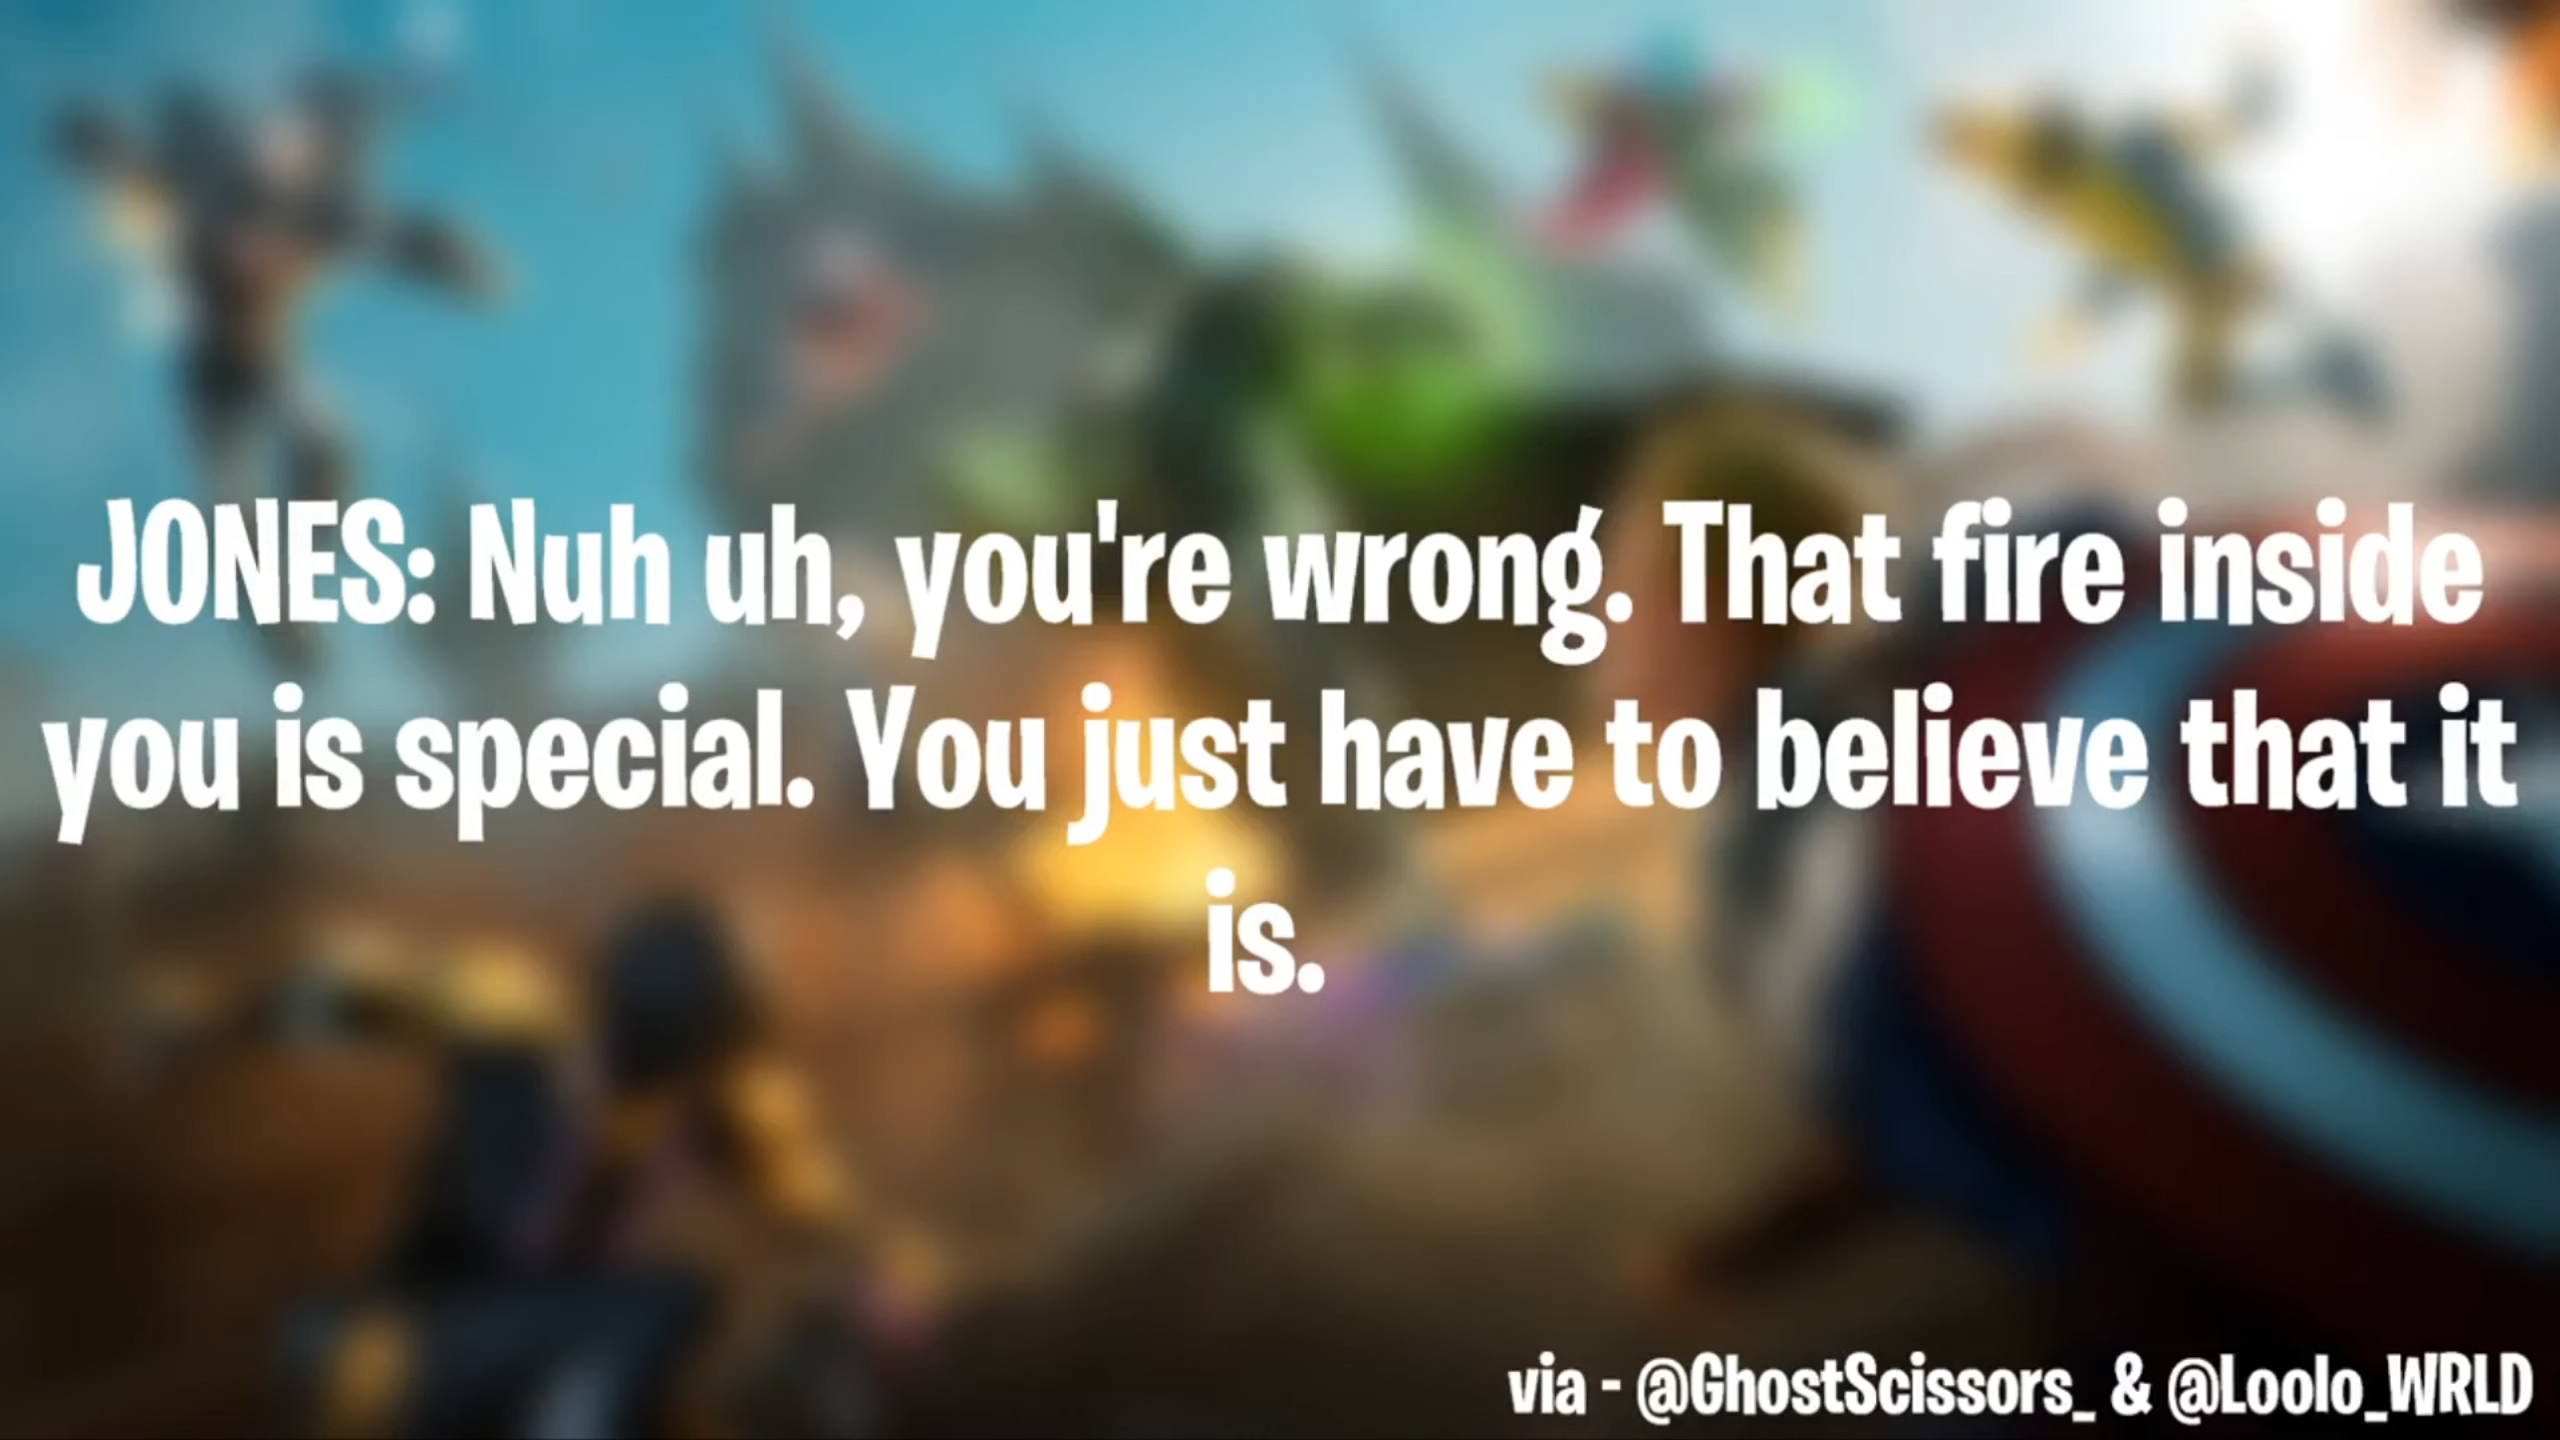 JONES: Nuh uh, you're wrong. That fire inside
you is special. You just have to believe that it
is.
via - @GhostScissors_ & @Loolo_WRLD